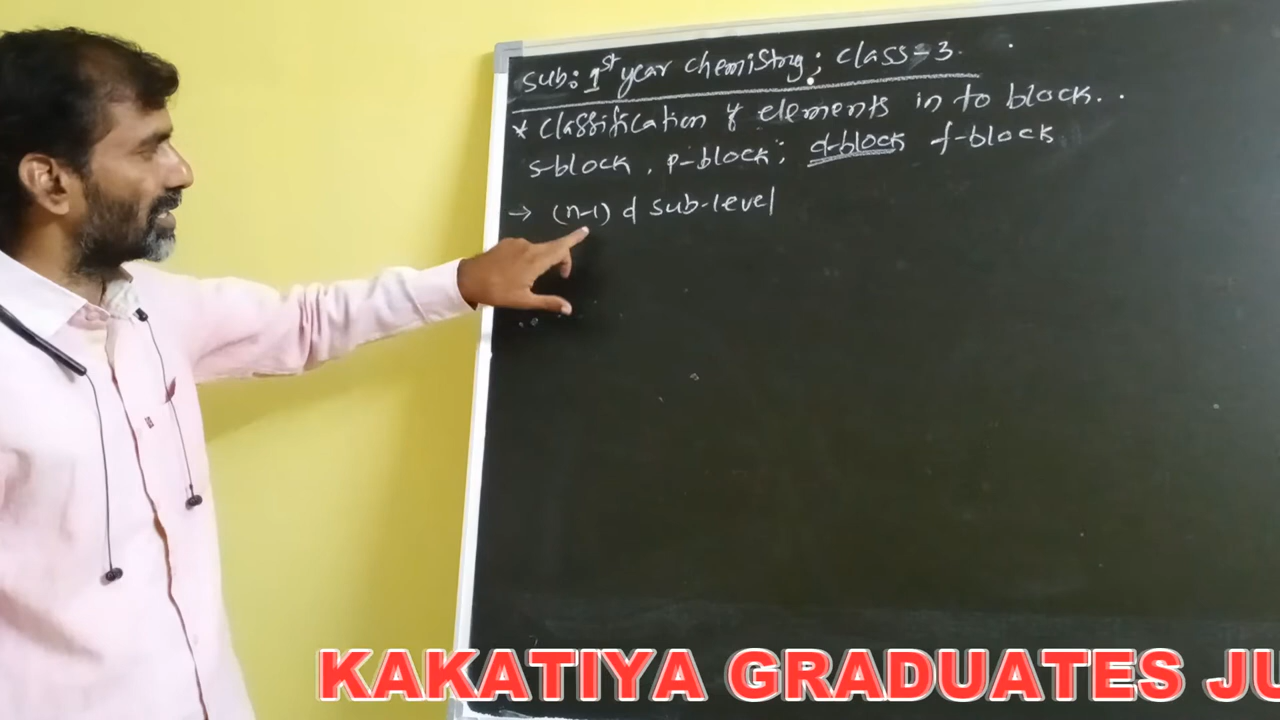 Sub: 1st year chemistry; class-3.
* Classification of elements in to block..
s-block, p-block; d-block f-block
→ (n-1) d sub-level
KAKATIYA GRADUATES JU